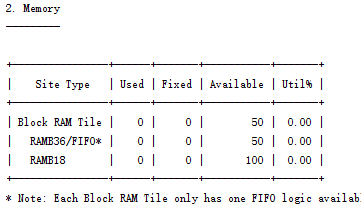 2. Memory
---------
+----------------+------+-------+-----------+-------+
| Site Type | Used | Fixed | Available | Util% |
+----------------+------+-------+-----------+-------+
| Block RAM Tile | 0 | 0 | 50 | 0.00 |
| RAMB36/FIFO* | 0 | 0 | 50 | 0.00 |
| RAMB18 | 0 | 0 | 100 | 0.00 |
+----------------+------+-------+-----------+-------+
* Note: Each Block RAM Tile only has one FIFO logic availab